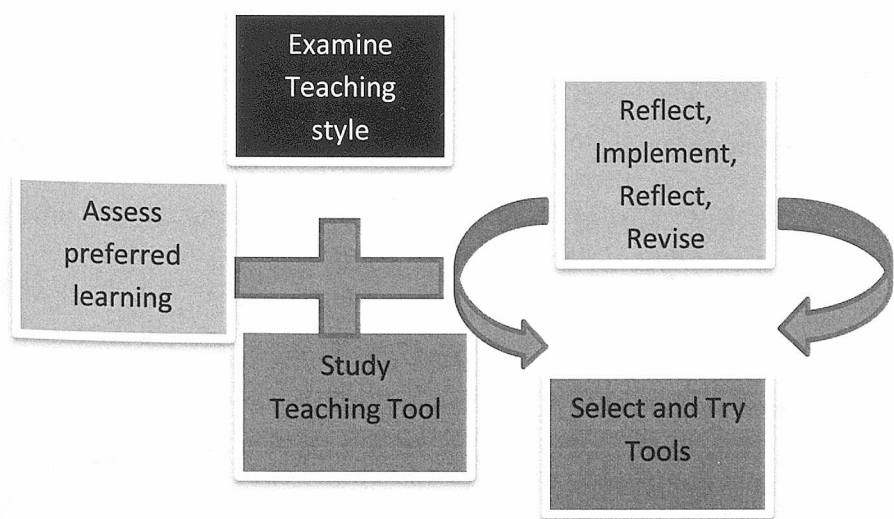 Examine
Teaching
style
Assess
preferred
learning
Study
Teaching Tool
Reflect,
Implement,
Reflect,
Revise
Select and Try
Tools